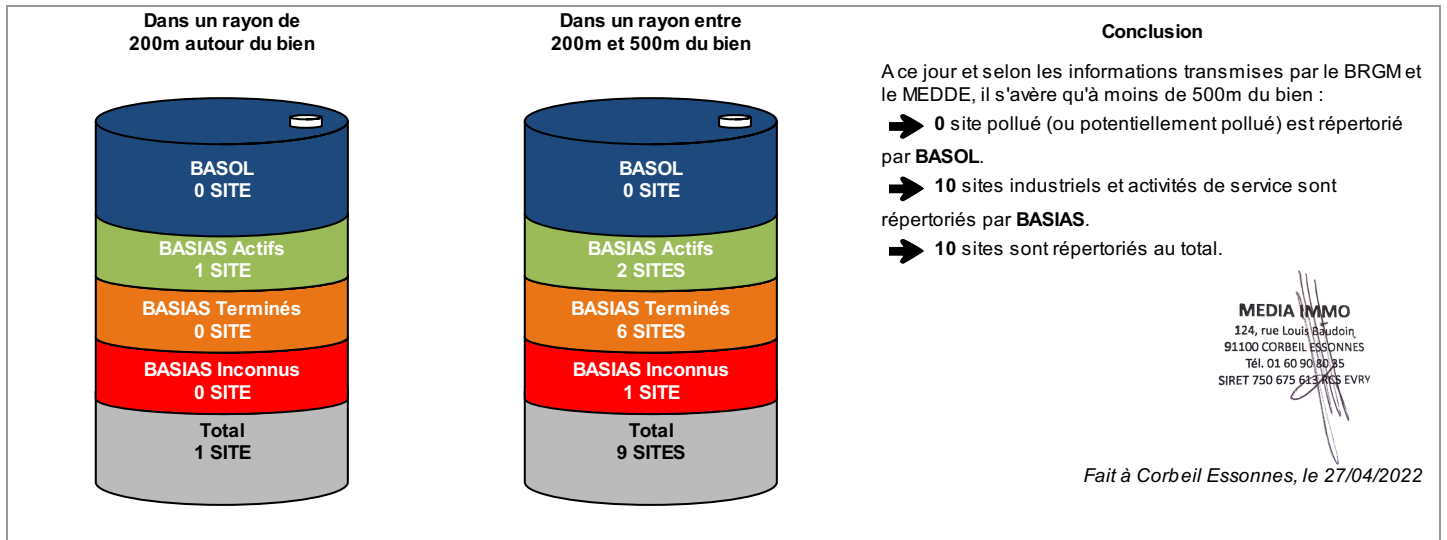 Dans un rayon de
200m autour du bien
BASOL
0 SITE
BASIAS Actifs
1 SITE
BASIAS Terminés
0 SITE
BASIAS Inconnus
0 SITE
Total
1 SITE
Dans un rayon entre
200m et 500m du bien
BASOL
0 SITE
BASIAS Actifs
2 SITES
BASIAS Terminés
6 SITES
BASIAS Inconnus
1 SITE
Total
9 SITES
Conclusion
A ce jour et selon les informations transmises par le BRGM et
le MEDDE, il s'avère qu'à moins de 500m du bien :
0 site pollué (ou potentiellement pollué) est répertorié
par BASOL.
10 sites industriels et activités de service sont
répertoriés par BASIAS.
10 sites sont répertoriés au total.
MEDIA IMMO
124, rue Louis Baudoin
91100 CORBEIL ESSONNES
Tél. 01 60 90 80 85
SIRET 750 675 613 RCS EVRY
Fait à Corbeil Essonnes, le 27/04/2022